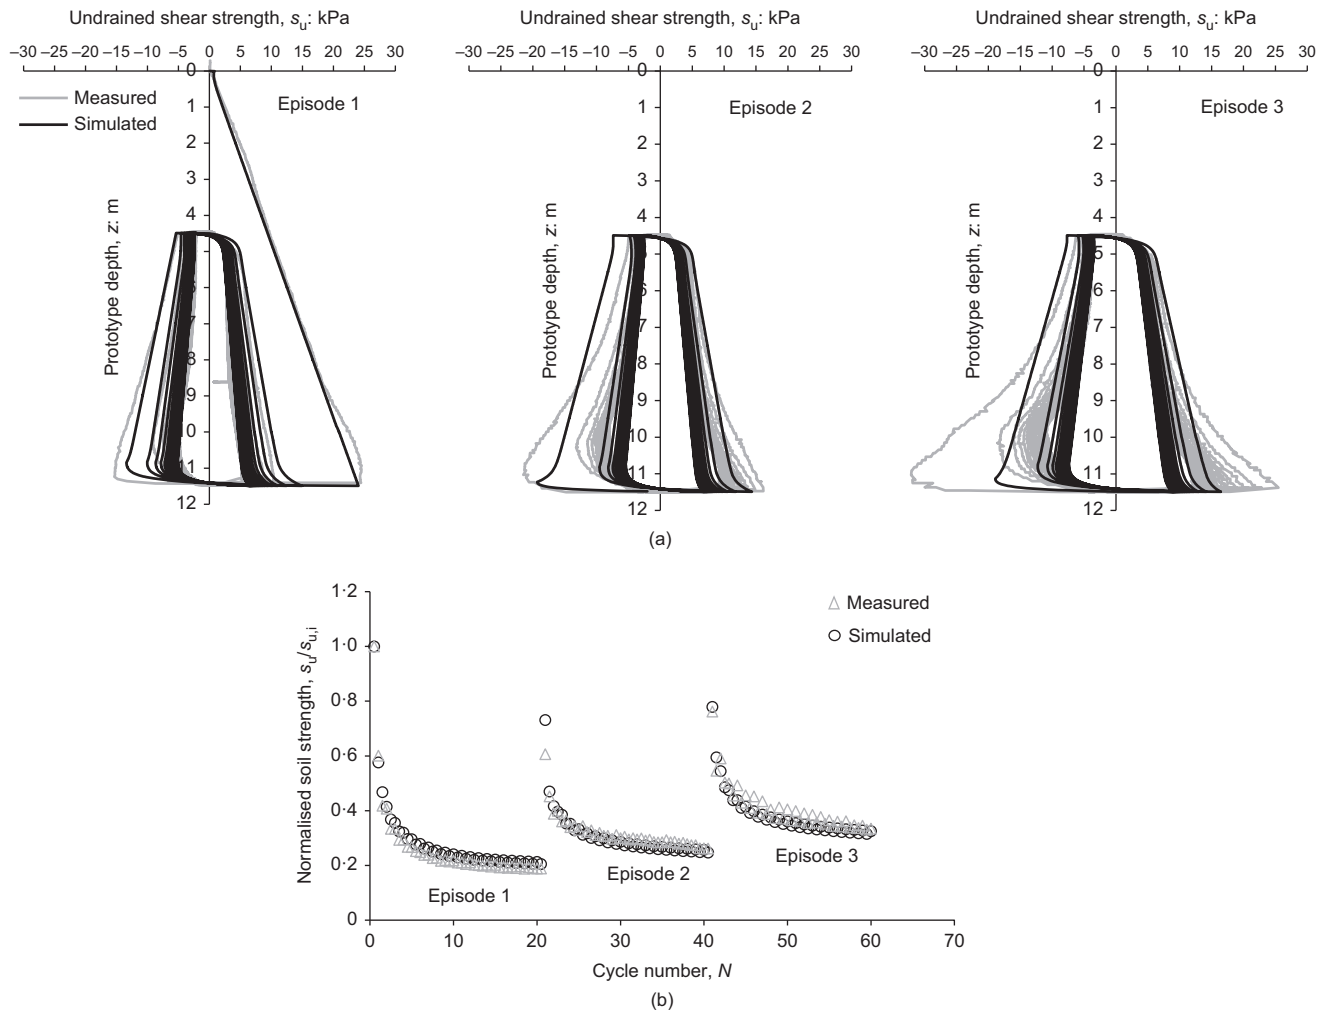 Undrained shear strength, su: kPa
–30 –25 –20 –15 –10 –5 0 5 10 15 20 25 30
0
1
2
3
4
5
6
7
8
9
10
11
12
Measured
Simulated
Episode 1
Prototype depth, z: m
Undrained shear strength, su: kPa
–30 –25 –20 –15 –10 –5 0 5 10 15 20 25 30
0
1
2
3
4
5
6
7
8
9
10
11
12
Episode 2
Prototype depth, z: m
Undrained shear strength, su: kPa
–30 –25 –20 –15 –10 –5 0 5 10 15 20 25 30
0
1
2
3
4
5
6
7
8
9
10
11
12
Episode 3
Prototype depth, z: m
(a)
Normalised soil strength, su/su,i
1·2
1·0
0·8
0·6
0·4
0·2
0
Measured
Simulated
Episode 1
Episode 2
Episode 3
0 10 20 30 40 50 60 70
Cycle number, N
(b)